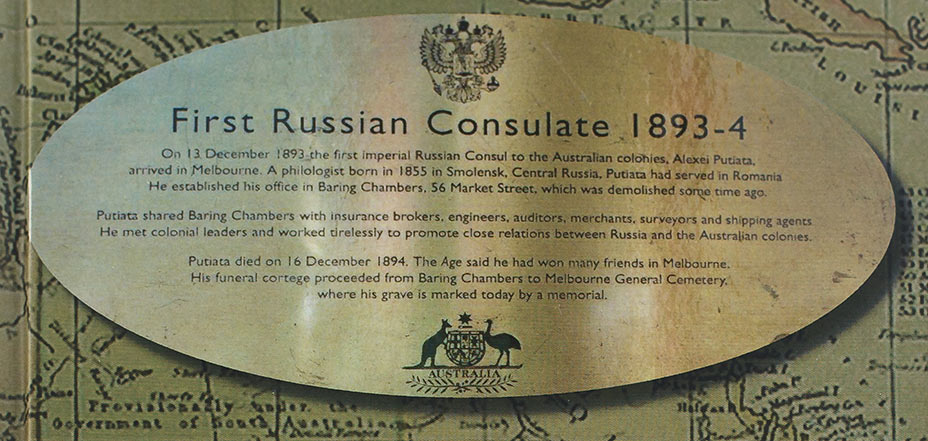 First Russian Consulate 1893-4
On 13 December 1893 the first imperial Russian Consul to the Australian colonies, Alexei Putiata,
arrived in Melbourne. A philologist born in 1855 in Smolensk, Central Russia, Putiata had served in Romania
He established his office in Baring Chambers, 56 Market Street, which was demolished some time ago.
Putiata shared Baring Chambers with insurance brokers, engineers, auditors, merchants, surveyors and shipping agents
He met colonial leaders and worked tirelessly to promote close relations between Russia and the Australian colonies.
Putiata died on 16 December 1894. The Age said he had won many friends in Melbourne.
His funeral cortege proceeded from Baring Chambers to Melbourne General Cemetery,
where his grave is marked today by a memorial.
AUSTRALIA
Provisionally under the
Government of South Australia